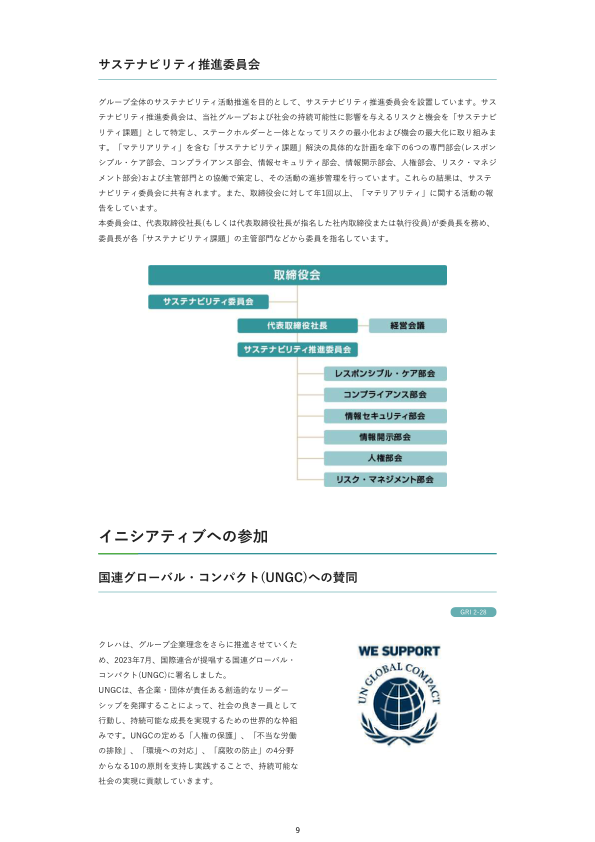 サステナビリティ推進委員会
グループ全体のサステナビリティ活動推進を目的として、サステナビリティ推進委員会を設置しています。サス
テナビリティ推進委員会は、当社グループおよび社会の持続可能性に影響を与えるリスクと機会を「サステナビ
リティ課題」として特定し、ステークホルダーと一体となってリスクの最小化および機会の最大化に取り組みま
す。「マテリアリティ」を含む「サステナビリティ課題」解決の具体的な計画を傘下の6つの専門部会(レスポン
シブル・ケア部会、コンプライアンス部会、情報セキュリティ部会、情報開示部会、人権部会、リスク・マネジ
メント部会)および主管部門との協働で策定し、その活動の進捗管理を行っています。これらの結果は、サステ
ナビリティ委員会に共有されます。また、取締役会に対して年1回以上、「マテリアリティ」に関する活動の報
告をしています。
本委員会は、代表取締役社長(もしくは代表取締役社長が指名した社内取締役または執行役員)が委員長を務め、
委員長が各「サステナビリティ課題」の主管部門などから委員を指名しています。
取締役会
サステナビリティ委員会
代表取締役社長
経営会議
サステナビリティ推進委員会
レスポンシブル・ケア部会
コンプライアンス部会
情報セキュリティ部会
情報開示部会
人権部会
リスク・マネジメント部会
イニシアティブへの参加
国連グローバル・コンパクト(UNGC)への賛同
GRI 2-28
クレハは、グループ企業理念をさらに推進させていくた
め、2023年7月、国際連合が提唱する国連グローバル・
コンパクト(UNGC)に署名しました。
UNGCは、各企業・団体が責任ある創造的なリーダー
シップを発揮することによって、社会の良き一員として
行動し、持続可能な成長を実現するための世界的な枠組
みです。UNGCの定める「人権の保護」、「不当な労働
の排除」、「環境への対応」、「腐敗の防止」の4分野
からなる10の原則を支持し実践することで、持続可能な
社会の実現に貢献していきます。
WE SUPPORT
UN GLOBAL COMPACT
9